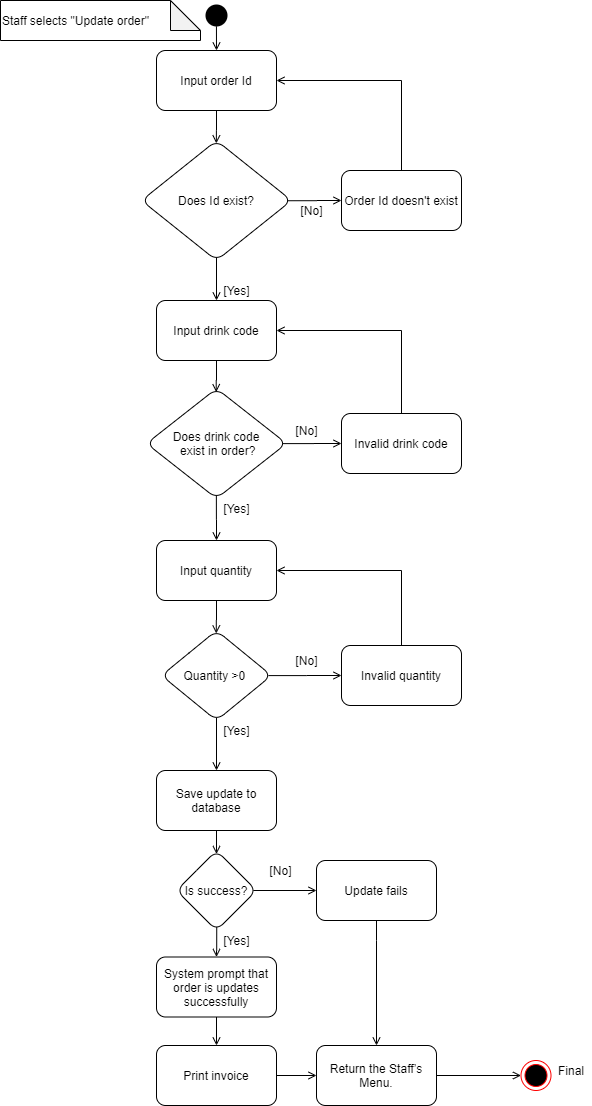 Staff selects "Update order"
Input order Id
Does Id exist?
[No]
Order Id doesn't exist
[Yes]
Input drink code
Does drink code
exist in order?
[No]
Invalid drink code
[Yes]
Input quantity
Quantity >0
[No]
Invalid quantity
[Yes]
Save update to
database
Is success?
[No]
Update fails
[Yes]
System prompt that
order is updates
successfully
Print invoice
Return the Staff's
Menu.
Final